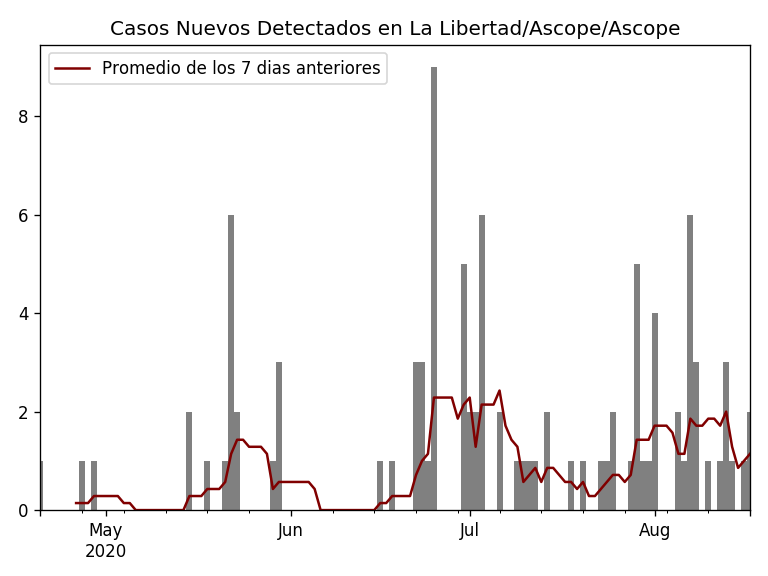 Casos Nuevos Detectados en La Libertad/Ascope/Ascope
Promedio de los 7 dias anteriores
8
6
4
2
0
May Jun Jul Aug
2020